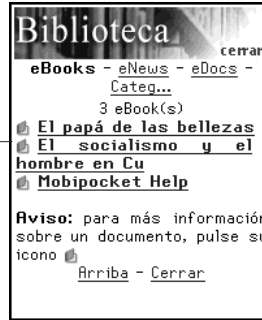 Biblioteca
cerrar
eBooks - eNews - eDocs -
Categ...
3 eBook(s)
El papá de las bellezas
El socialismo y el
hombre en Cu
Mobipocket Help
Aviso: para más información
sobre un documento, pulse su
icono
Arriba - Cerrar